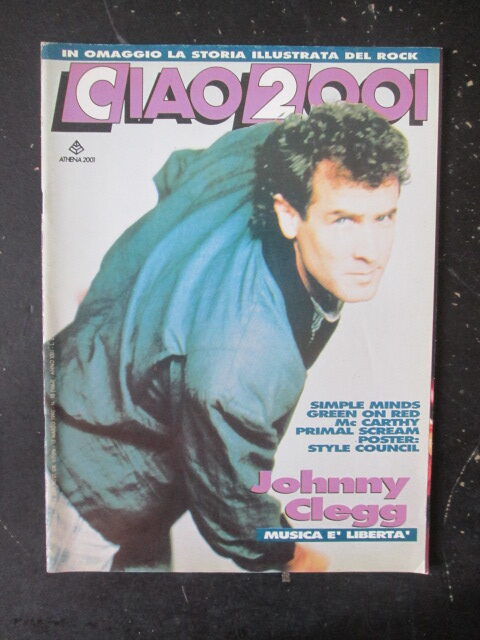 IN OMAGGIO LA STORIA ILLUSTRATA DEL ROCK
CIAO 2001
ATHENA 2001
SIMPLE MINDS
GREEN ON RED
Mc CARTHY
PRIMAL SCREAM
POSTER:
STYLE COUNCIL
Johnny
Clegg
MUSICA E' LIBERTA'